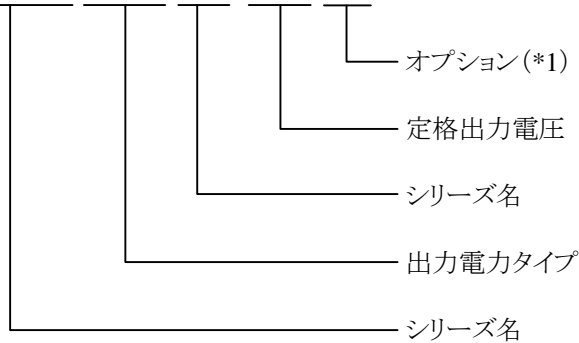 オプション(*1)
定格出力電圧
シリーズ名
出力電力タイプ
シリーズ名